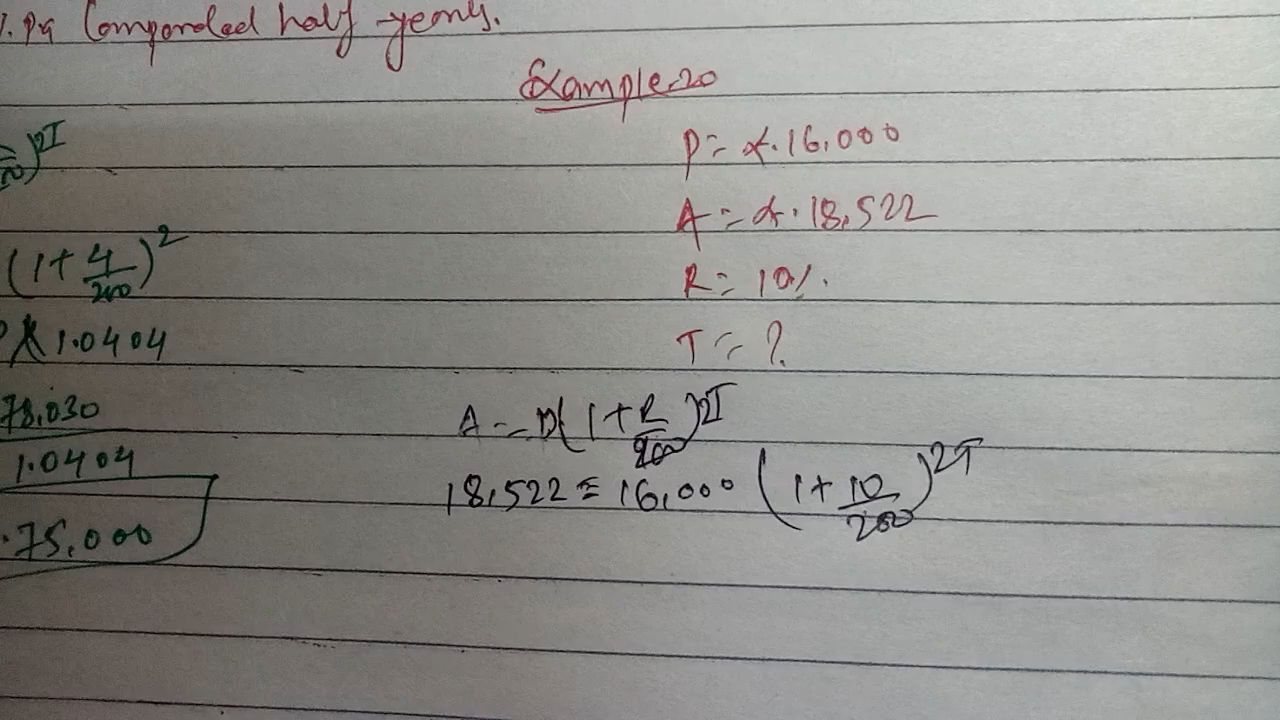 Componded half yearly.
Example-20
)2T
P = ₹.16,000
A = ₹.18,522
(1+4/200)2
R = 10%.
X 1.0404
T = ?
78,030
A = P(1+R/200)2T
1.0404
18,522 = 16,000 (1+10/200)2T
.75,000